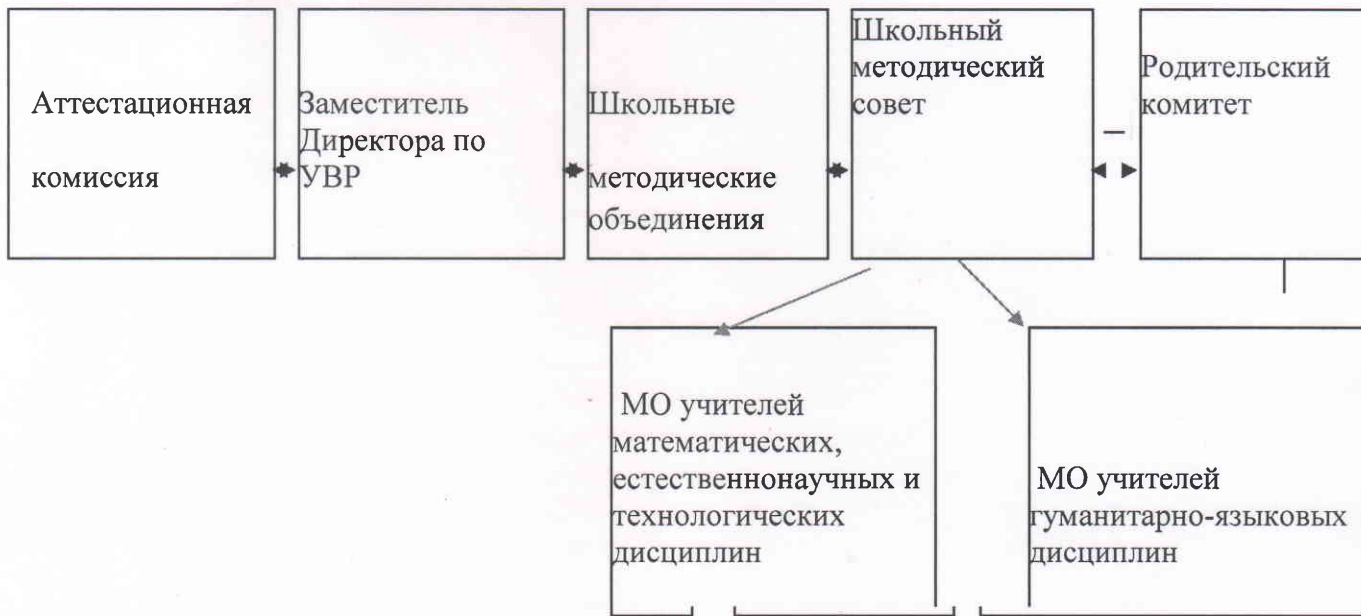 Аттестационная
комиссия
Заместитель
Директора по
УВР
Школьные
методические
объединения
Школьный
методический
совет
Родительский
комитет
МО учителей
математических,
естественнонаучных и
технологических
дисциплин
МО учителей
гуманитарно-языковых
дисциплин